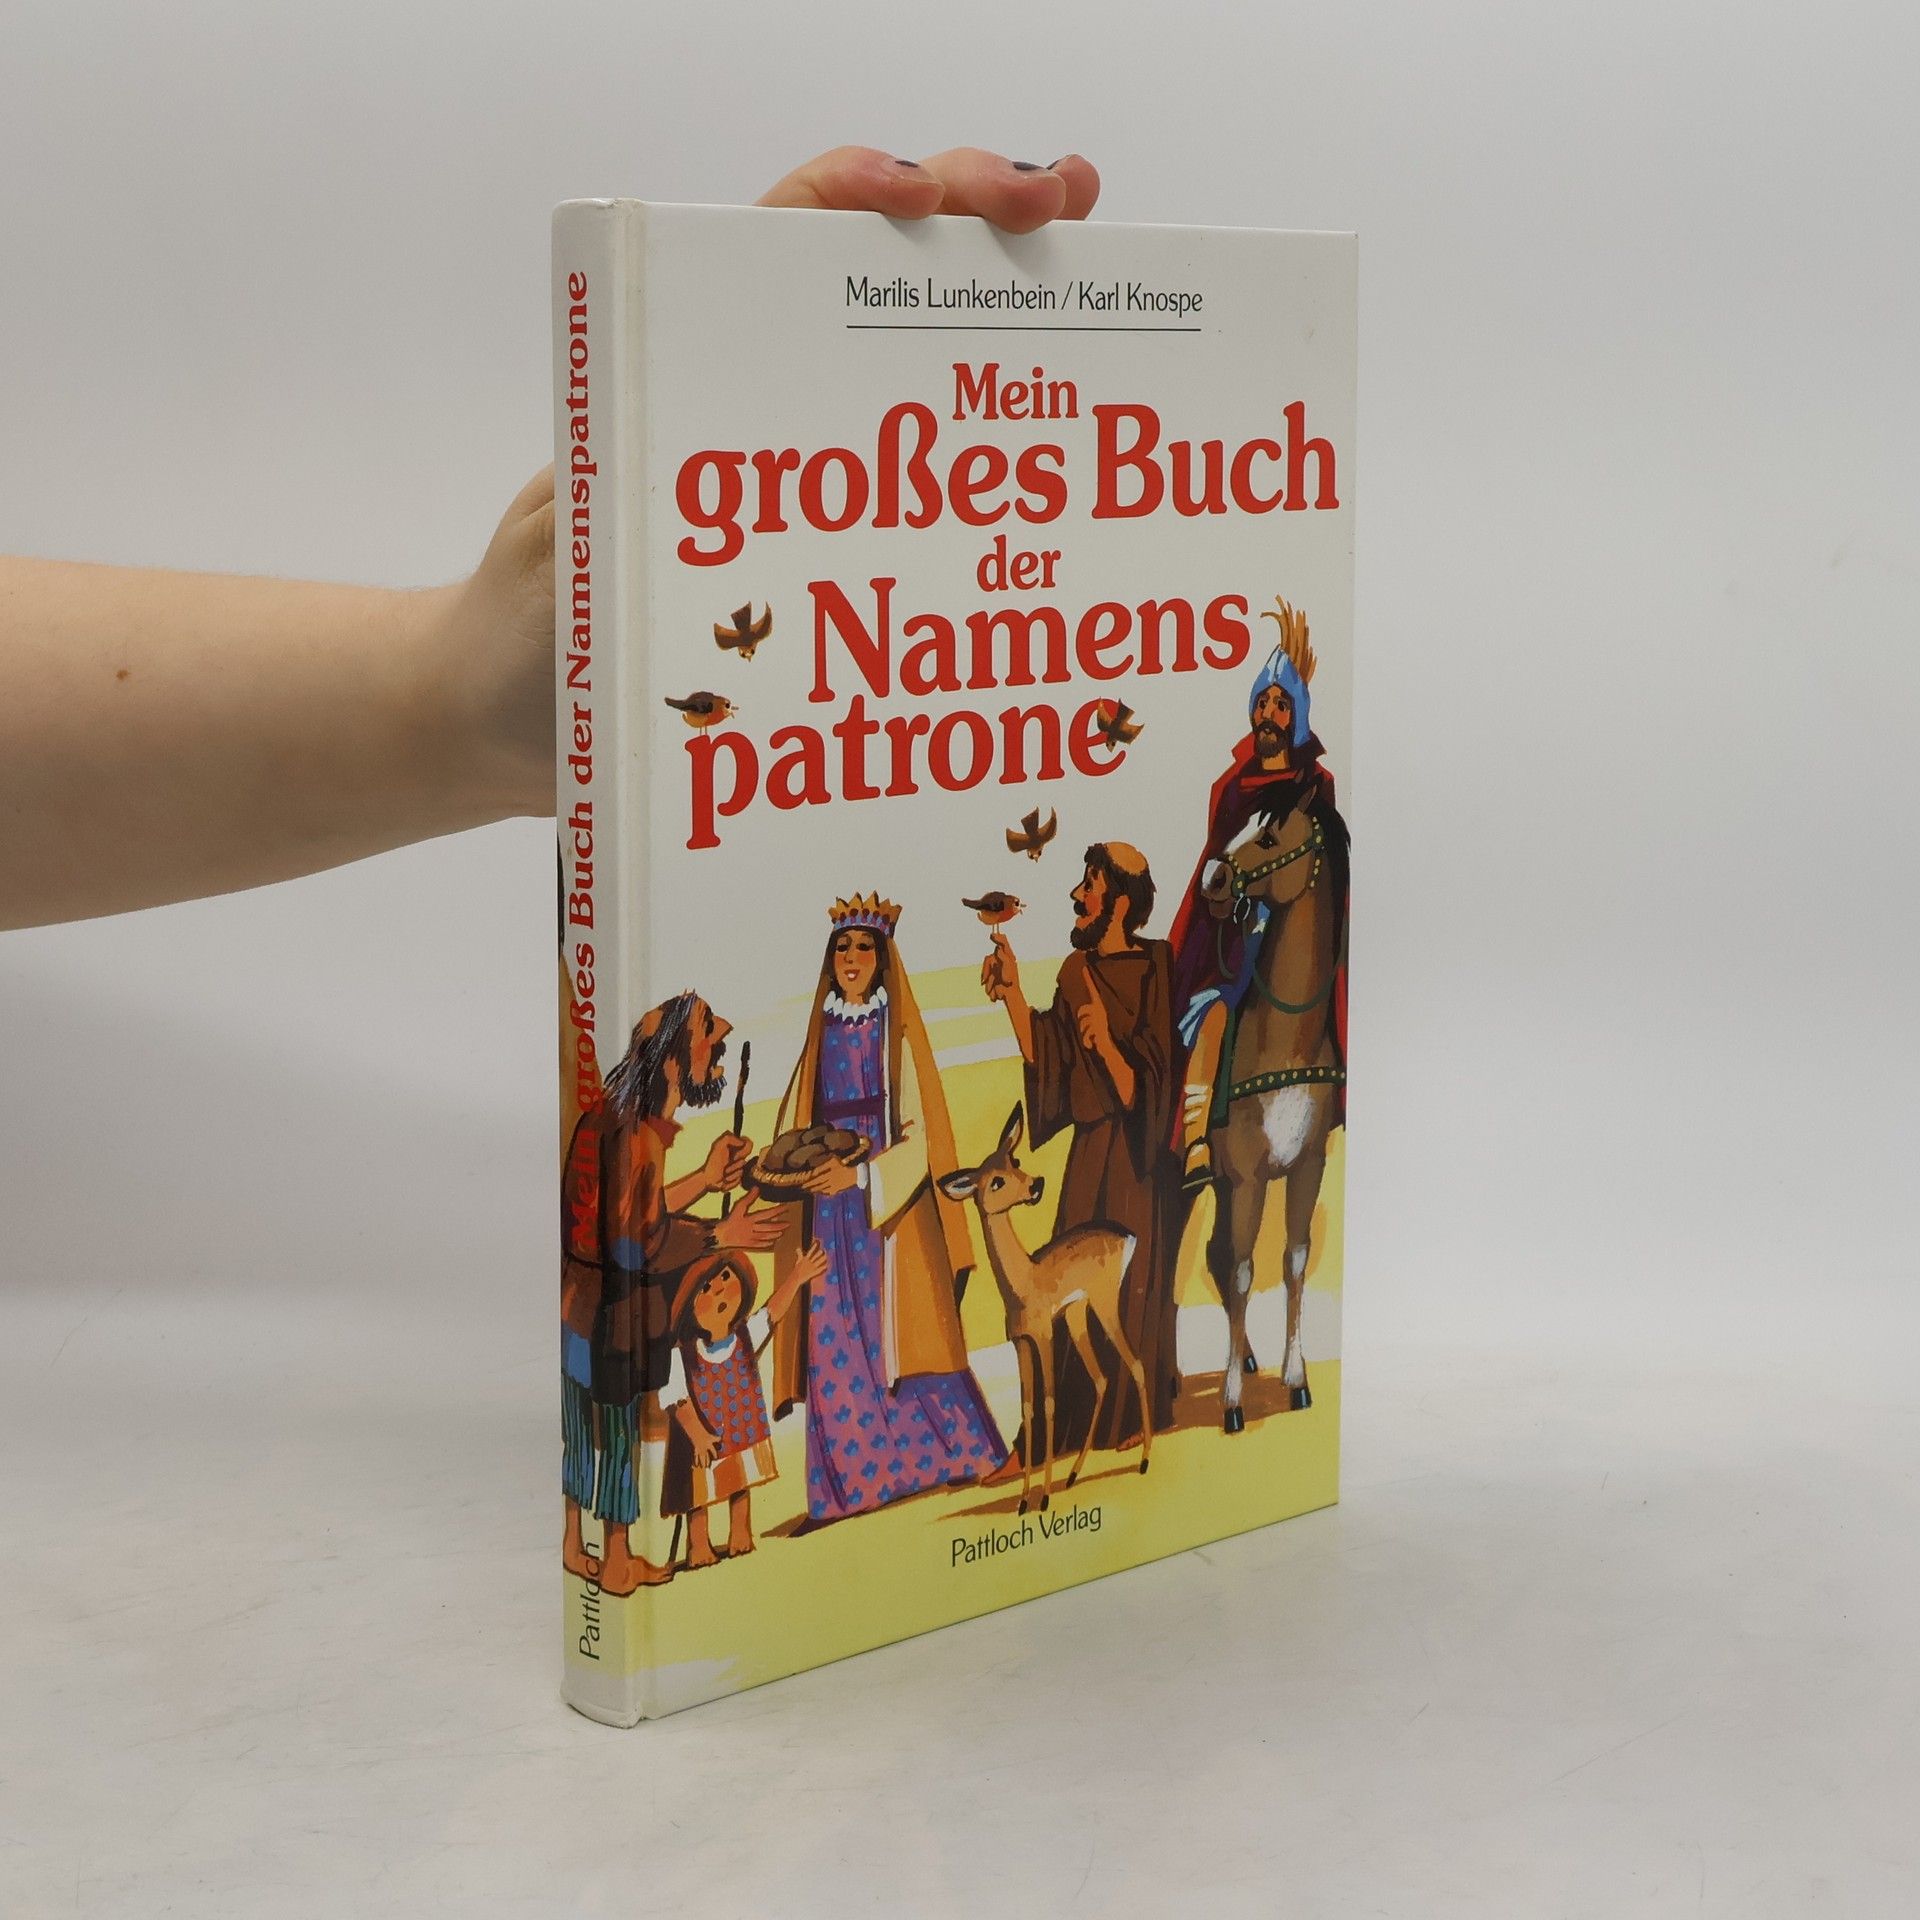 Marilis Lunkenbein / Karl Knospe
Mein
großes Buch
der
Namens
patrone
Pattloch Verlag
Mein großes Buch der Namenspatrone
Pattloch